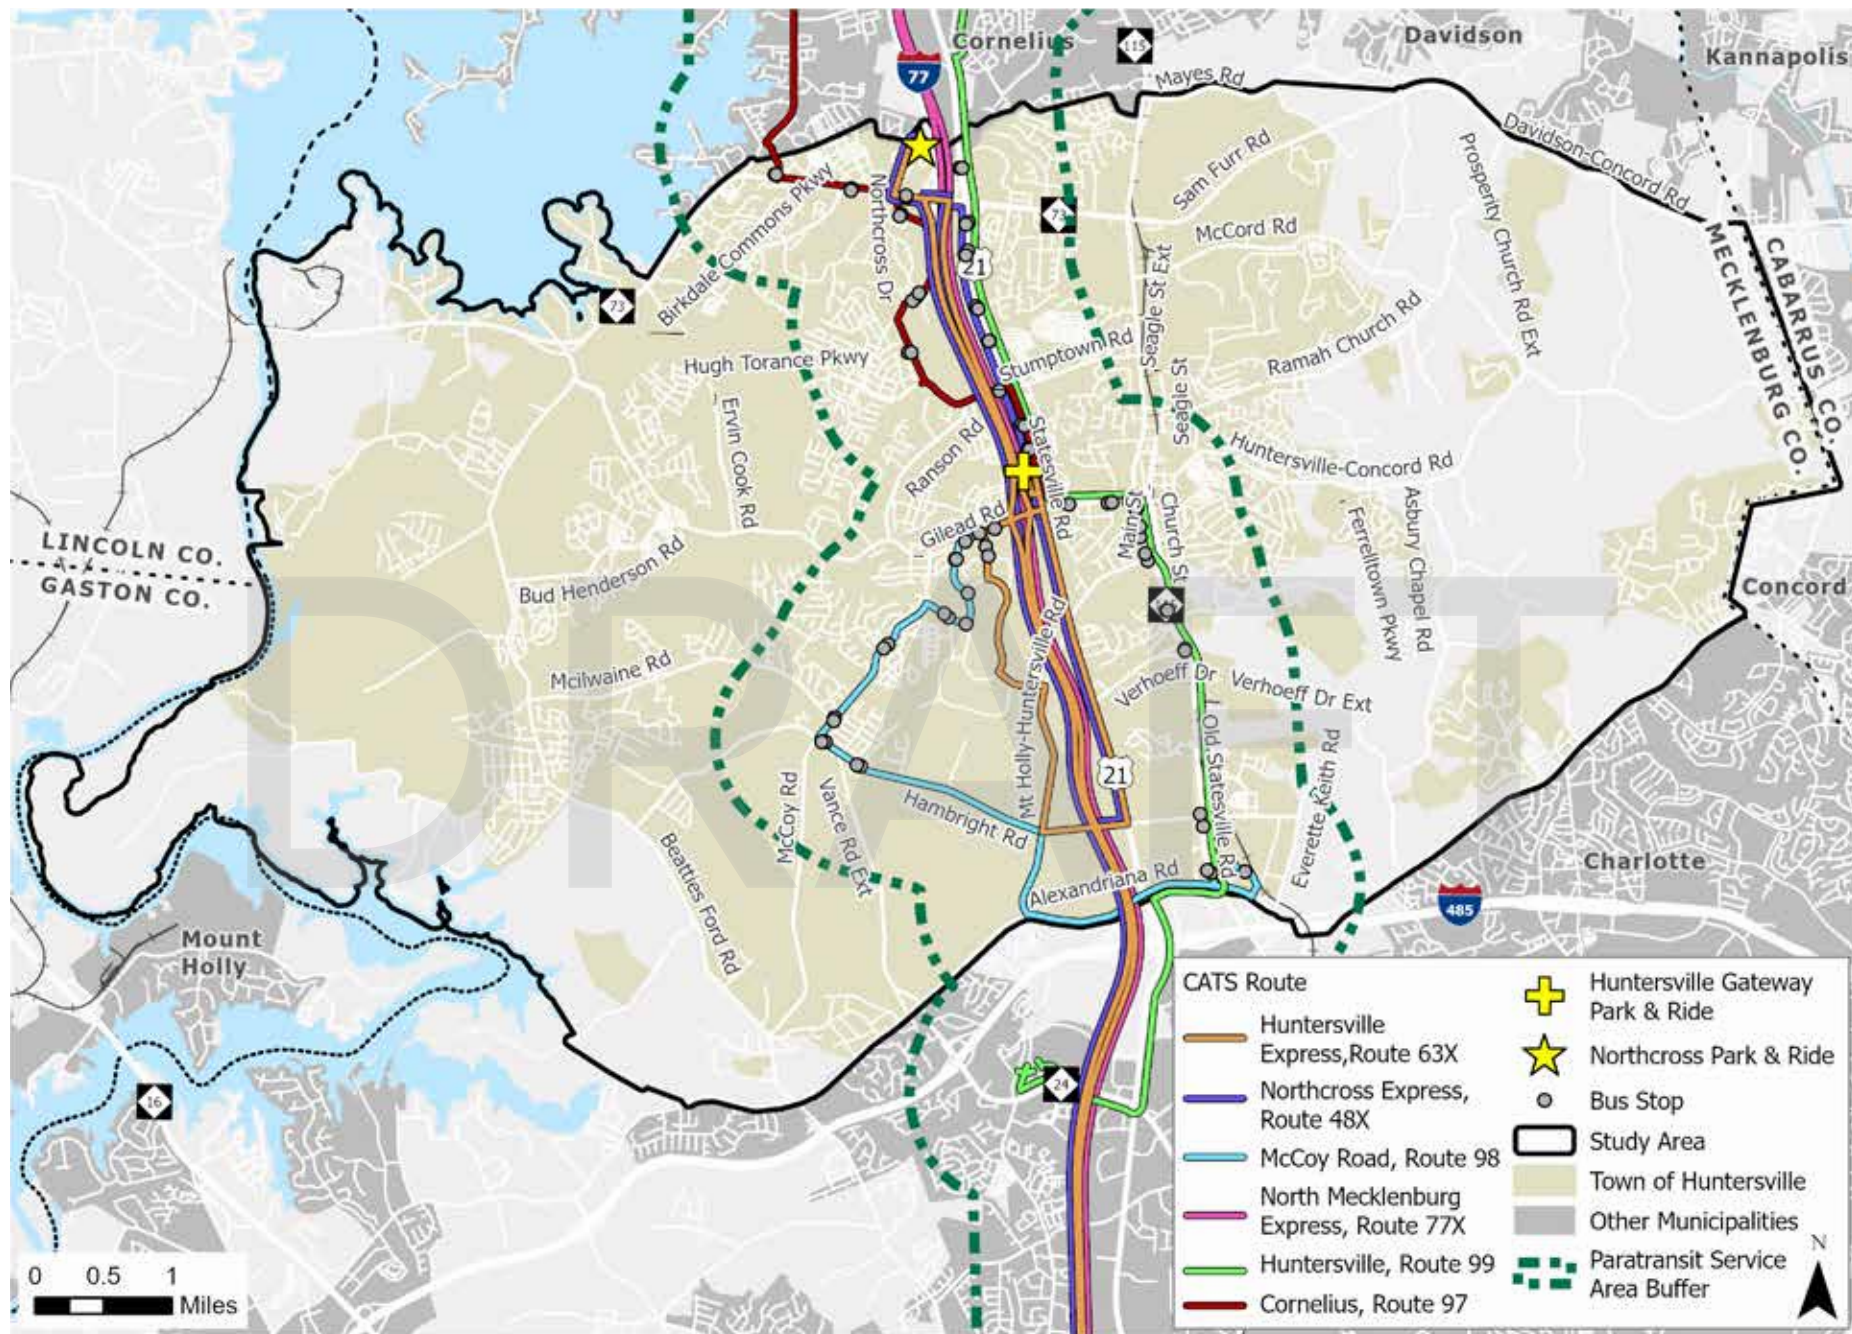 Cornelius
115
Davidson
Kannapolis
77
Mayes Rd
Davidson-Concord Rd
Sam Furr Rd
Prosperity Church Rd Ext
73
McCord Rd
Northcross Dr
Birkdale Commons Pkwy
21
Seagle St Ext
CABARRUS CO.
MECKLENBURG CO.
73
Ramah Church Rd
Stumptown Rd
Hugh Torance Pkwy
Seagle St
Ervin Cook Rd
Ranson Rd
Statesville Rd
Huntersville-Concord Rd
Gilead Rd
Main St
Church St
Ferrelltown Pkwy
Asbury Chapel Rd
LINCOLN CO.
GASTON CO.
Bud Henderson Rd
Concord
DRAFT
Mcilwaine Rd
Mt Holly-Huntersville Rd
Verhoeff Dr
Verhoeff Dr Ext
Old Statesville Rd
21
Everette Keith Rd
McCoy Rd
Vance Rd Ext
Hambright Rd
Beatties Ford Rd
Alexandriana Rd
Charlotte
485
Mount
Holly
16
24
CATS Route
Huntersville
Express,Route 63X
Northcross Express,
Route 48X
McCoy Road, Route 98
North Mecklenburg
Express, Route 77X
Huntersville, Route 99
Cornelius, Route 97
Huntersville Gateway
Park & Ride
Northcross Park & Ride
Bus Stop
Study Area
Town of Huntersville
Other Municipalities
Paratransit Service
Area Buffer
N
0 0.5 1
Miles